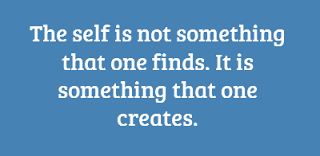 The self is not something
that one finds. It is
something that one
creates.